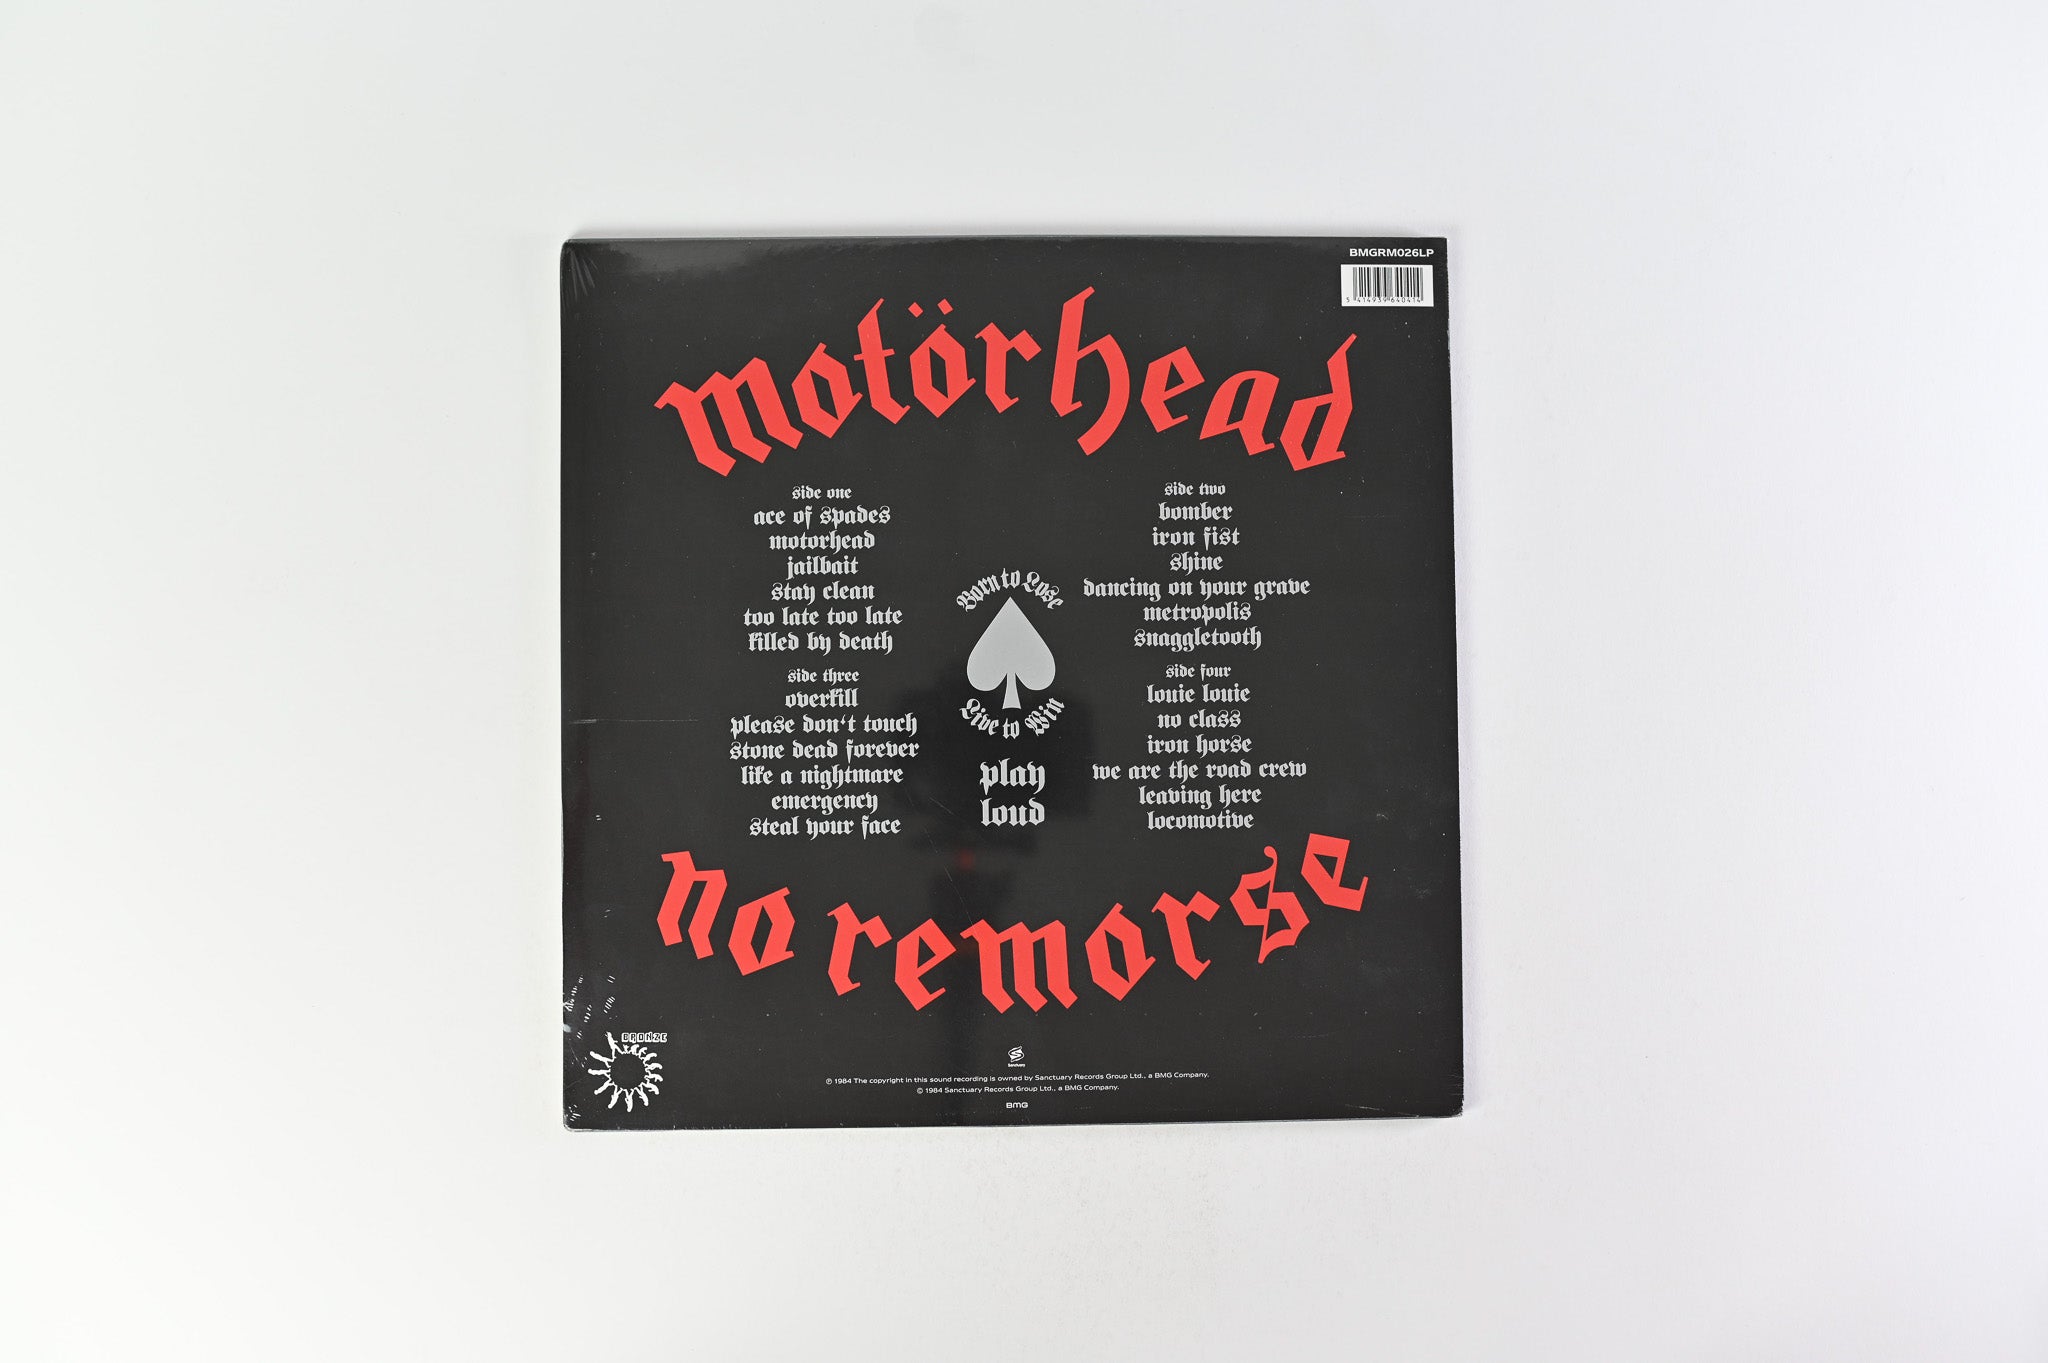 BMGRM026LP
5 414939 640414
motörhead
side one
ace of spades
motorhead
jailbait
stay clean
too late too late
killed by death
side two
bomber
iron fist
shine
dancing on your grave
metropolis
snaggletooth
Born to Lose
Live to Win
play
loud
side three
overkill
please don't touch
stone dead forever
like a nightmare
emergency
steal your face
side four
louie louie
no class
iron horse
we are the road crew
leaving here
locomotive
no remorse
BRONZE
Sanctuary
℗ 1984 The copyright in this sound recording is owned by Sanctuary Records Group Ltd., a BMG Company.
© 1984 Sanctuary Records Group Ltd., a BMG Company.
BMG